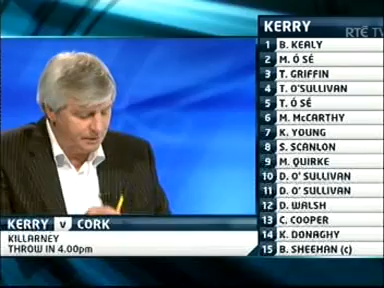 KERRY
RTÉ TV
1 B. KEALY
2 M. Ó SÉ
3 T. GRIFFIN
4 T. O'SULLIVAN
5 T. Ó SÉ
6 M. McCARTHY
7 K. YOUNG
8 S. SCANLON
9 M. QUIRKE
10 D. O' SULLIVAN
11 D. O' SULLIVAN
12 D. WALSH
13 C. COOPER
14 K. DONAGHY
15 B. SHEEHAN (c)
KERRY v CORK
KILLARNEY
THROW IN 4.00pm